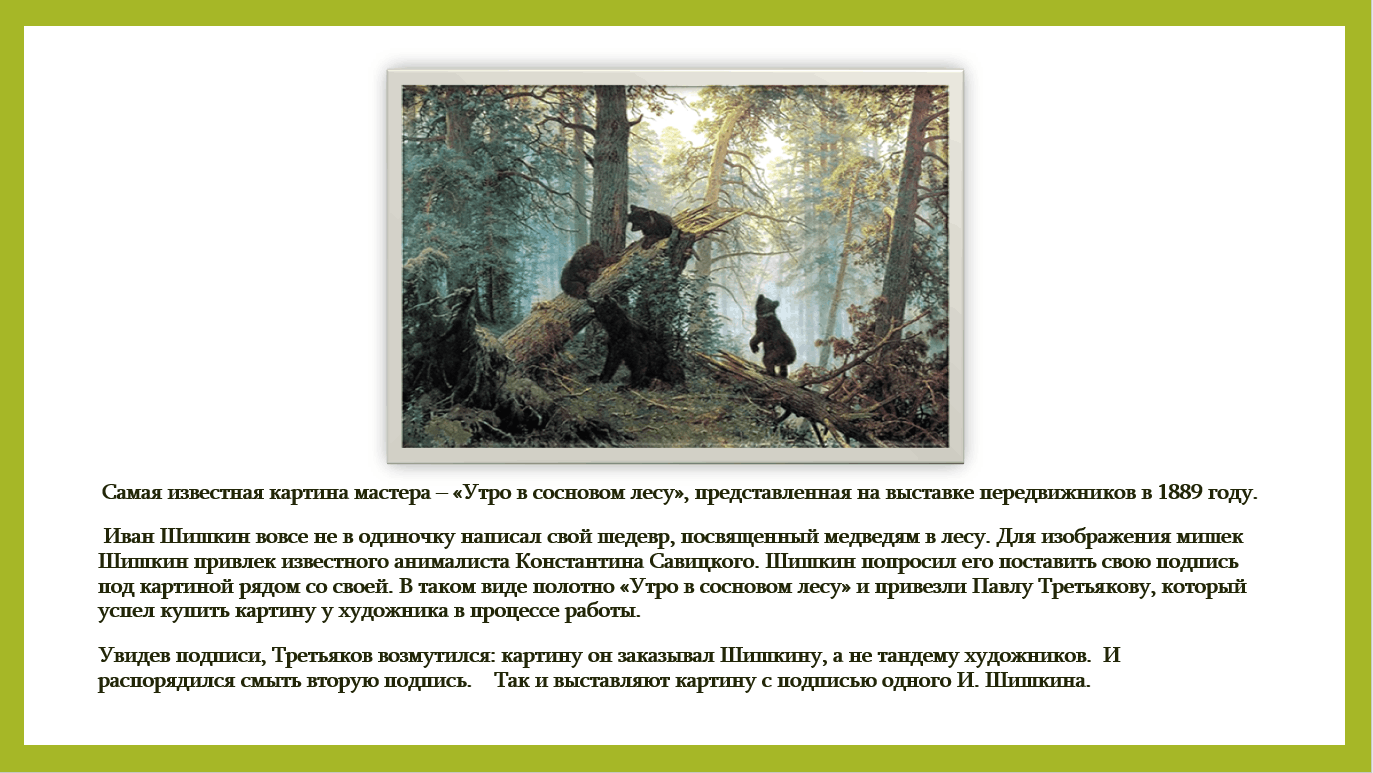 Самая известная картина мастера – «Утро в сосновом лесу», представленная на выставке передвижников в 1889 году.
Иван Шишкин вовсе не в одиночку написал свой шедевр, посвященный медведям в лесу. Для изображения мишек
Шишкин привлек известного анималиста Константина Савицкого. Шишкин попросил его поставить свою подпись
под картиной рядом со своей. В таком виде полотно «Утро в сосновом лесу» и привезли Павлу Третьякову, который
успел купить картину у художника в процессе работы.
Увидев подписи, Третьяков возмутился: картину он заказывал Шишкину, а не тандему художников. И
распорядился смыть вторую подпись. Так и выставляют картину с подписью одного И. Шишкина.